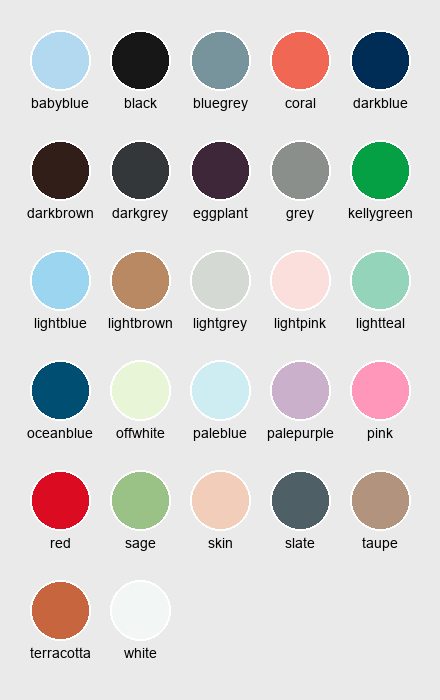 babyblue black bluegrey coral darkblue
darkbrown darkgrey eggplant grey kellygreen
lightblue lightbrown lightgrey lightpink lightteal
oceanblue offwhite paleblue palepurple pink
red sage skin slate taupe
terracotta white